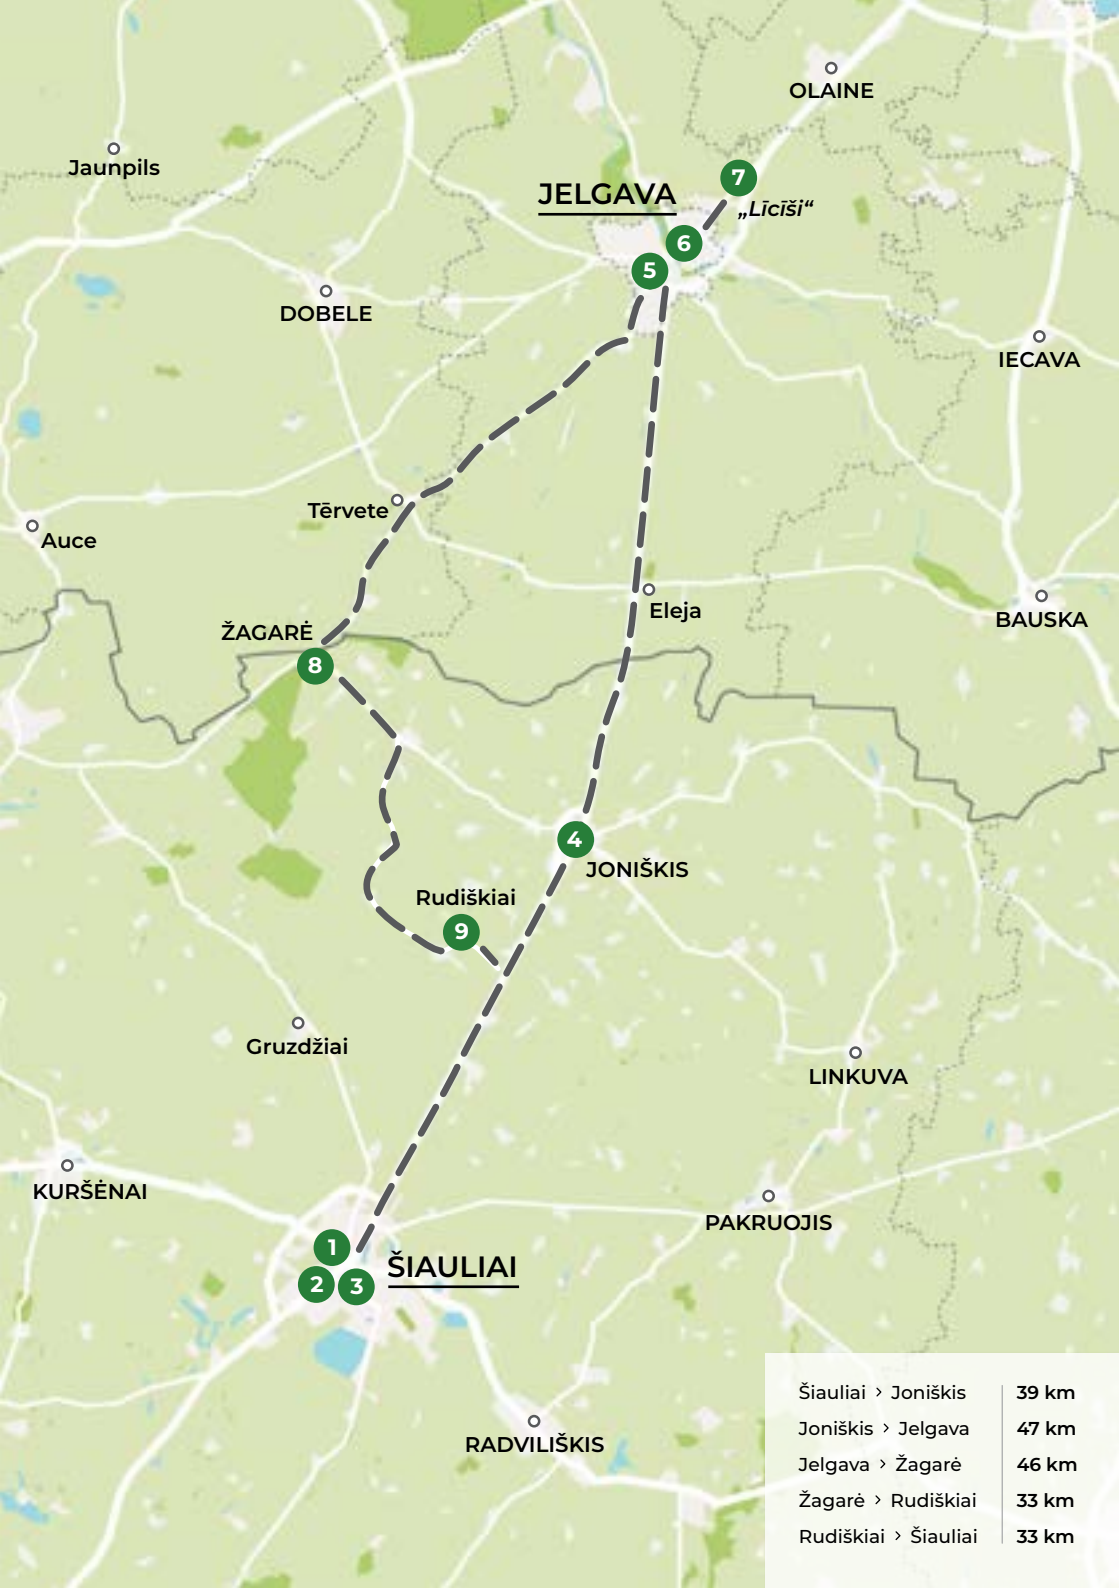 OLAINE
Jaunpils
7
JELGAVA
„Līcīši“
6
5
DOBELE
IECAVA
Tērvete
Auce
Eleja
BAUSKA
ŽAGARĖ
8
4
JONIŠKIS
Rudiškiai
9
Gruzdžiai
LINKUVA
KURŠĖNAI
PAKRUOJIS
1
ŠIAULIAI
2
3
RADVILIŠKIS
Šiauliai › Joniškis 39 km
Joniškis › Jelgava 47 km
Jelgava › Žagarė 46 km
Žagarė › Rudiškiai 33 km
Rudiškiai › Šiauliai 33 km